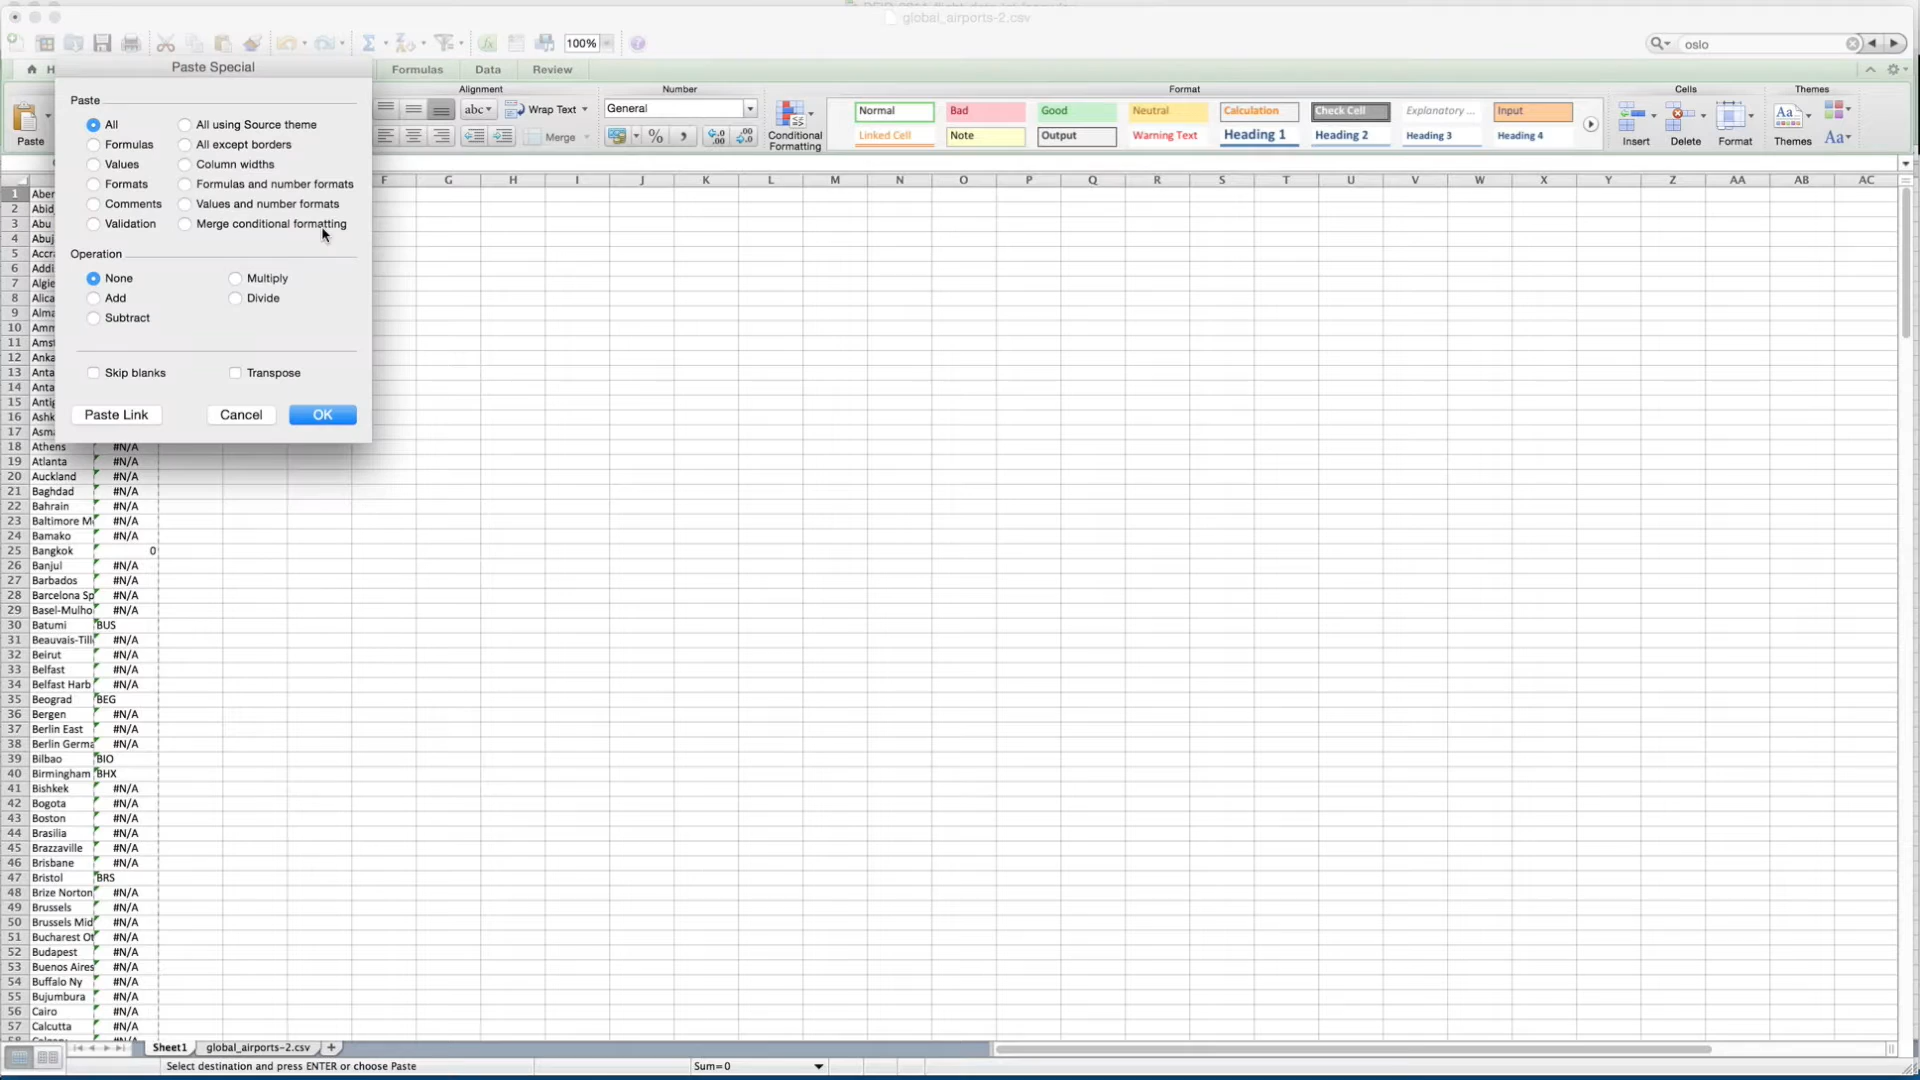 global_airports-2.csv
100%
oslo
Paste Special
H
Formulas
Data
Review
Alignment
Number
Format
Cells
Themes
Paste
abc
Wrap Text
General
Merge
%
Conditional
Formatting
Normal
Bad
Good
Neutral
Calculation
Check Cell
Explanatory ...
Input
Linked Cell
Note
Output
Warning Text
Heading 1
Heading 2
Heading 3
Heading 4
Insert
Delete
Format
Themes
Aa
Paste
All
All using Source theme
Formulas
All except borders
Values
Column widths
Formats
Formulas and number formats
Comments
Values and number formats
Validation
Merge conditional formatting
Operation
None
Multiply
Add
Divide
Subtract
Skip blanks
Transpose
Paste Link
Cancel
OK
F G H I J K L M N O P Q R S T U V W X Y Z AA AB AC
1 Aber
2 Abid
3 Abu
4 Abuj
5 Accra
6 Addi
7 Algie
8 Alica
9 Alma
10 Amm
11 Amst
12 Anka
13 Anta
14 Anta
15 Antig
16 Ashk
17 Asma
18 Athens #N/A
19 Atlanta #N/A
20 Auckland #N/A
21 Baghdad #N/A
22 Bahrain #N/A
23 Baltimore M #N/A
24 Bamako #N/A
25 Bangkok 0
26 Banjul #N/A
27 Barbados #N/A
28 Barcelona Sp #N/A
29 Basel-Mulho #N/A
30 Batumi BUS
31 Beauvais-Till #N/A
32 Beirut #N/A
33 Belfast #N/A
34 Belfast Harb #N/A
35 Beograd BEG
36 Bergen #N/A
37 Berlin East #N/A
38 Berlin Germa #N/A
39 Bilbao BIO
40 Birmingham BHX
41 Bishkek #N/A
42 Bogota #N/A
43 Boston #N/A
44 Brasilia #N/A
45 Brazzaville #N/A
46 Brisbane #N/A
47 Bristol BRS
48 Brize Norton #N/A
49 Brussels #N/A
50 Brussels Mid #N/A
51 Bucharest Ot #N/A
52 Budapest #N/A
53 Buenos Aires #N/A
54 Buffalo Ny #N/A
55 Bujumbura #N/A
56 Cairo #N/A
57 Calcutta #N/A
Sheet1
global_airports-2.csv
Select destination and press ENTER or choose Paste
Sum=0